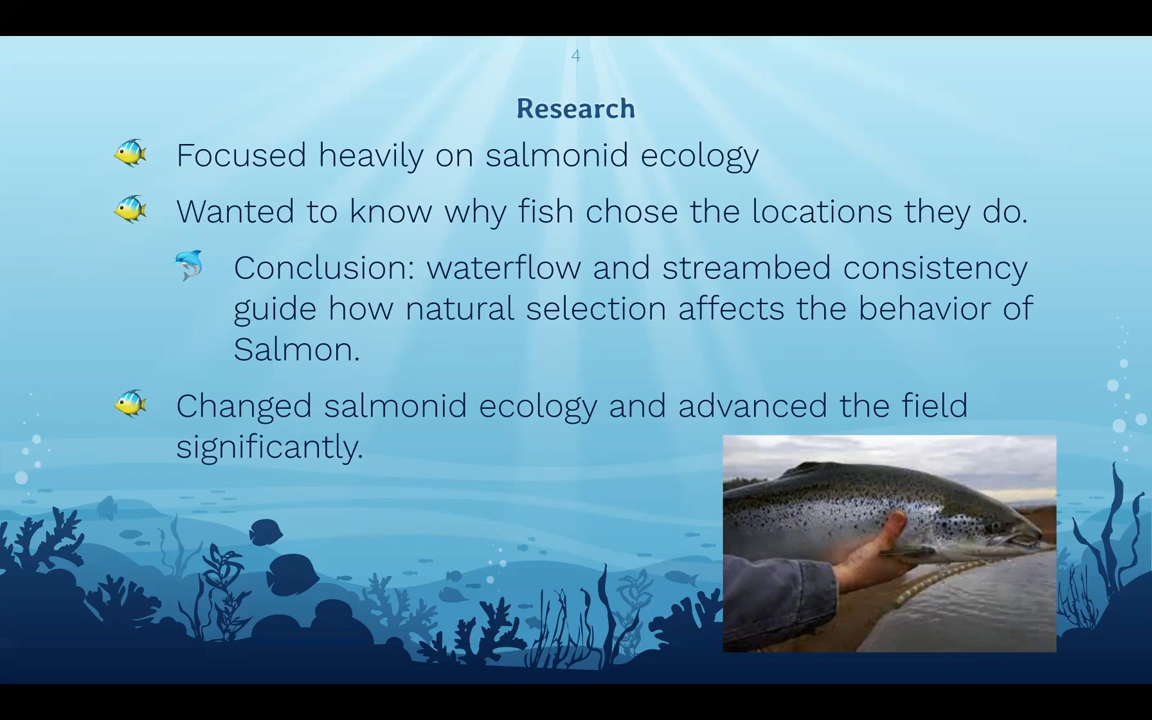 4
Research
Focused heavily on salmonid ecology
Wanted to know why fish chose the locations they do.
Conclusion: waterflow and streambed consistency
guide how natural selection affects the behavior of
Salmon.
Changed salmonid ecology and advanced the field
significantly.